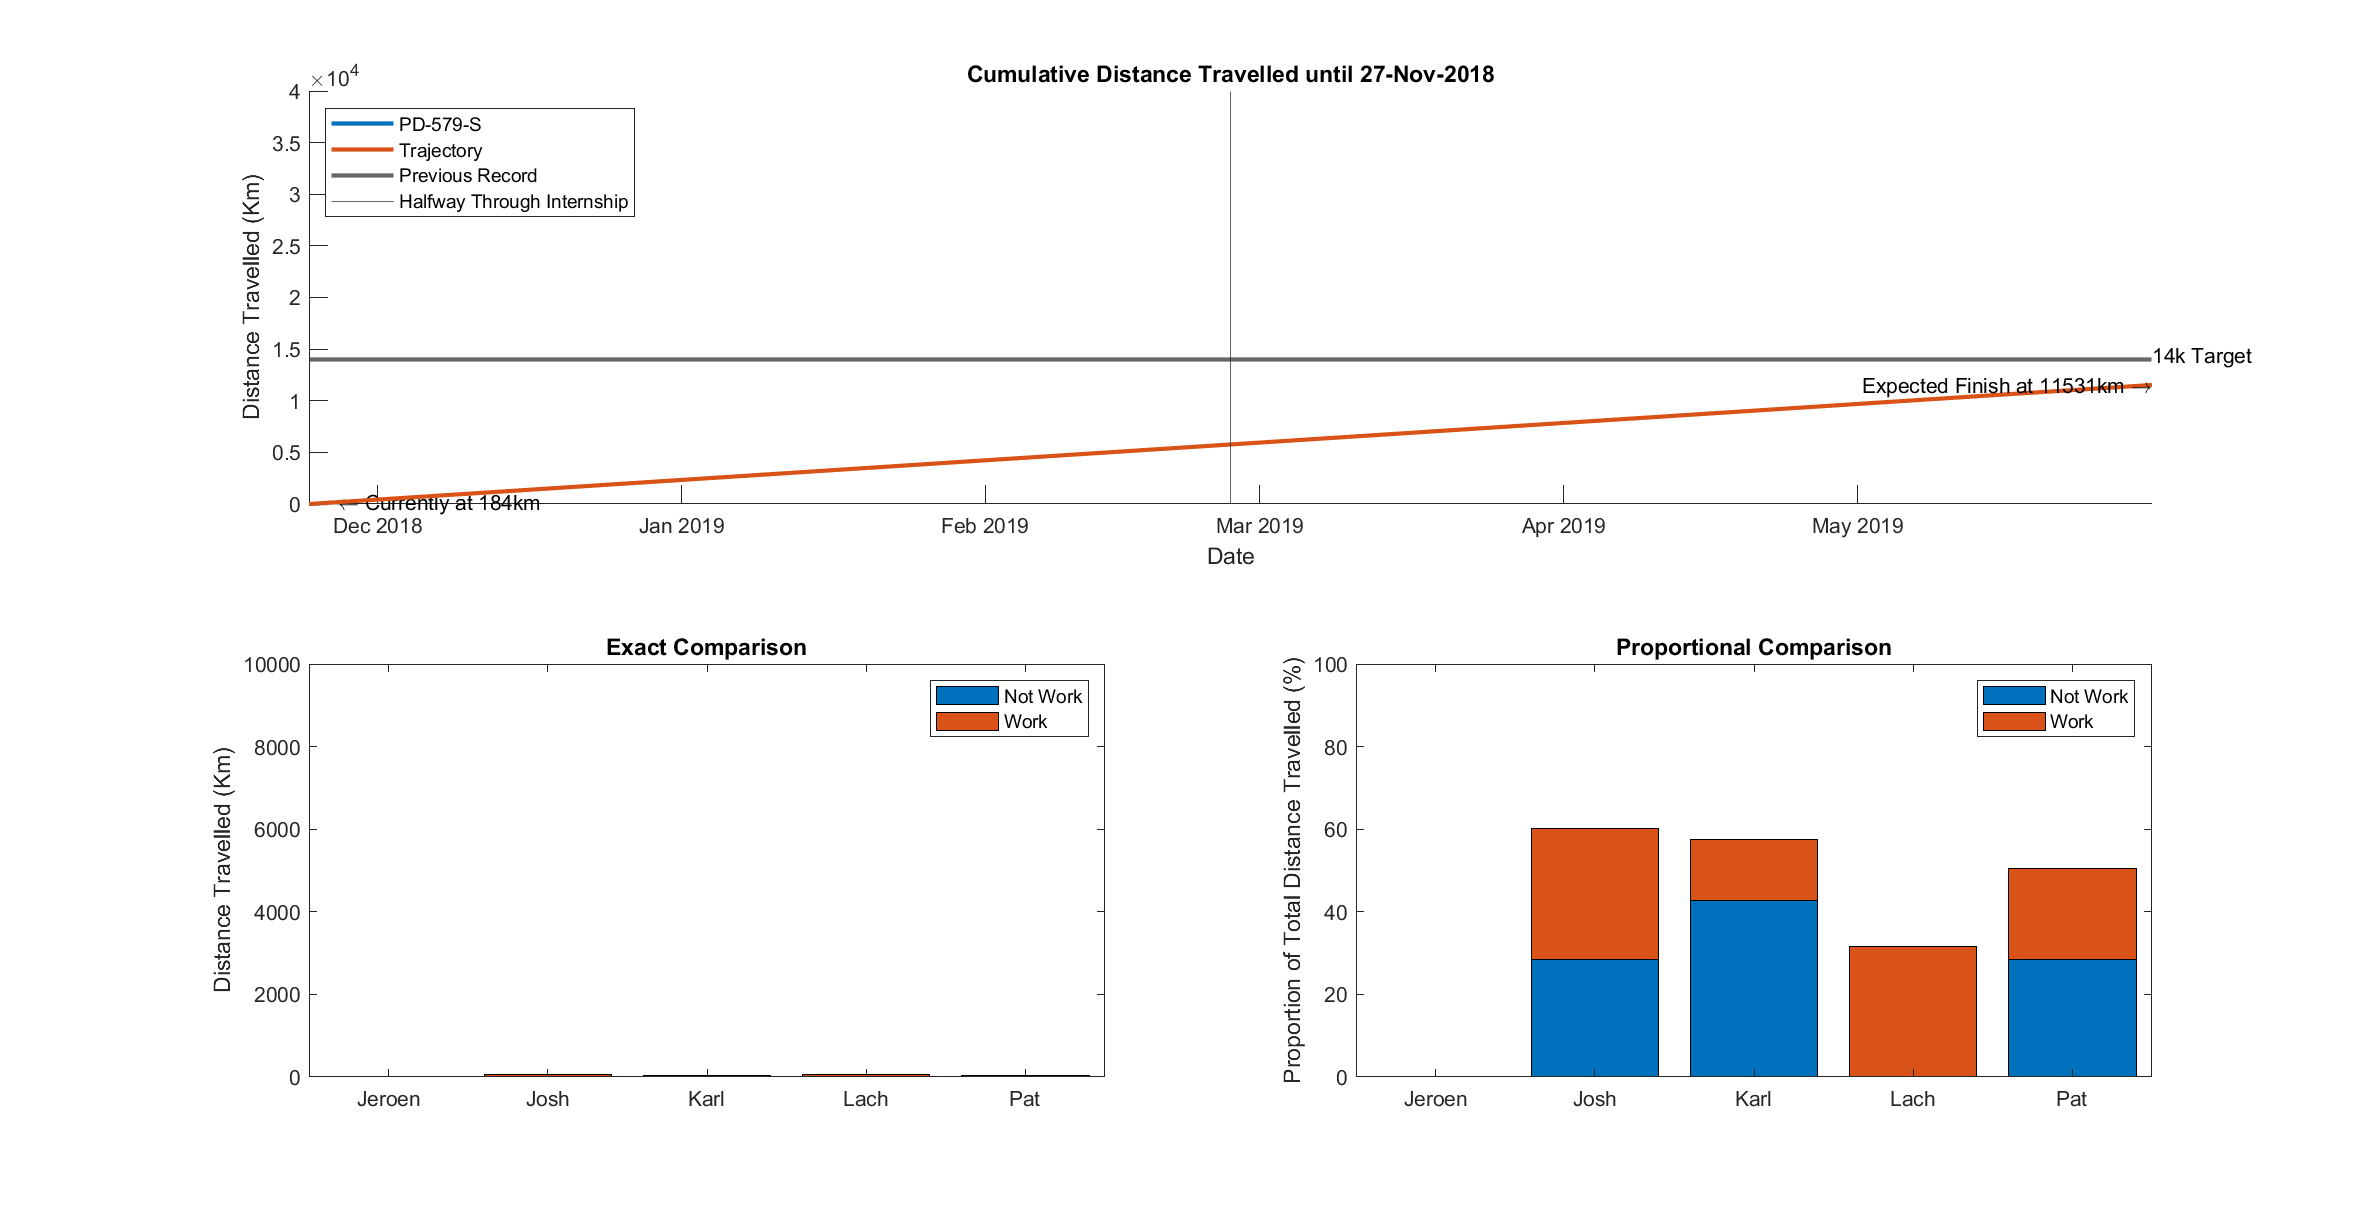 Cumulative Distance Travelled until 27-Nov-2018
×10^4
4
3.5
3
2.5
2
1.5
1
0.5
0
Distance Travelled (Km)
PD-579-S
Trajectory
Previous Record
Halfway Through Internship
14k Target
Expected Finish at 11531km →
← Currently at 184km
Dec 2018
Jan 2019
Feb 2019
Mar 2019
Apr 2019
May 2019
Date
Exact Comparison
10000
8000
6000
4000
2000
0
Distance Travelled (Km)
Not Work
Work
Jeroen
Josh
Karl
Lach
Pat
Proportional Comparison
100
80
60
40
20
0
Proportion of Total Distance Travelled (%)
Not Work
Work
Jeroen
Josh
Karl
Lach
Pat